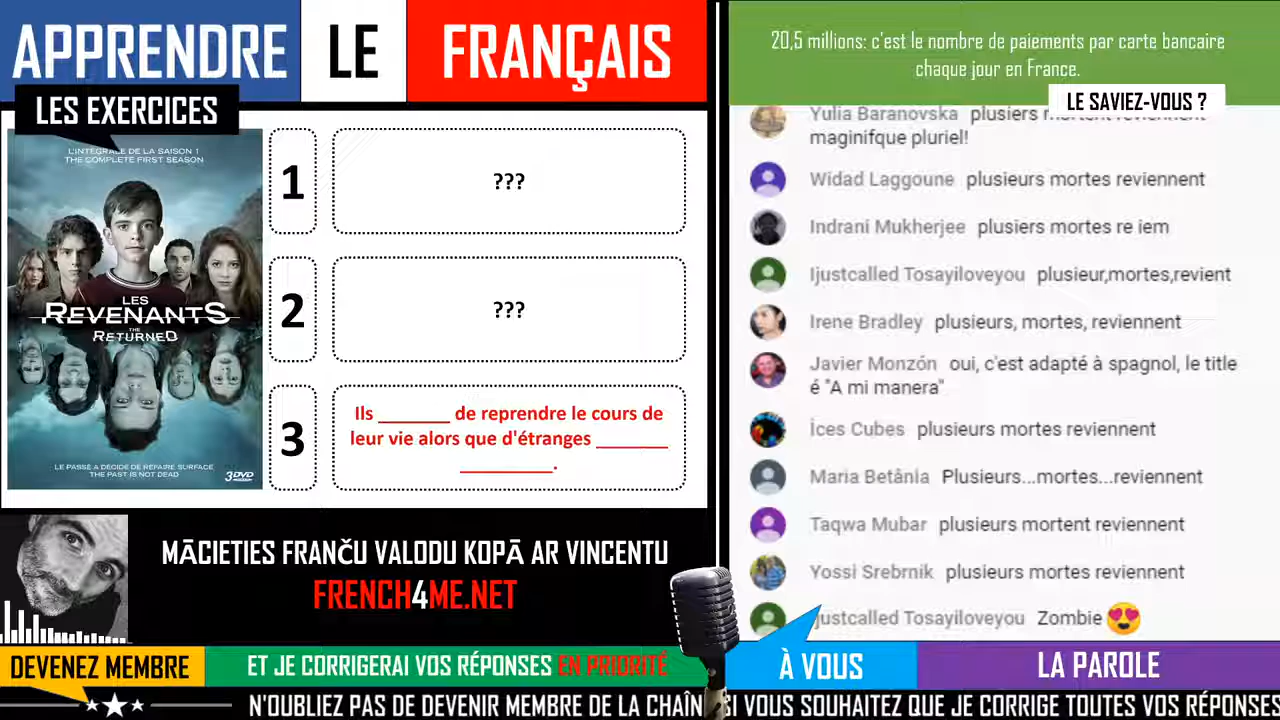 APPRENDRE LE FRANÇAIS
LES EXERCICES
L'INTÉGRALE DE LA SAISON 1
THE COMPLETE FIRST SEASON
LES
REVENANTS
THE
RETURNED
LE PASSÉ A DÉCIDÉ DE REFAIRE SURFACE
THE PAST IS NOT DEAD
3DVD
1
???
2
???
3
Ils _______ de reprendre le cours de
leur vie alors que d'étranges _______
_________.
MĀCIETIES FRANČU VALODU KOPĀ AR VINCENTU
FRENCH4ME.NET
DEVENEZ MEMBRE
ET JE CORRIGERAI VOS RÉPONSES EN PRIORITÉ
20,5 millions: c'est le nombre de paiements par carte bancaire
chaque jour en France.
LE SAVIEZ-VOUS ?
Yulia Baranovska plusiers mortent reviennent
maginifque pluriel!
Widad Laggoune plusieurs mortes reviennent
Indrani Mukherjee plusiers mortes re iem
Ijustcalled Tosayiloveyou plusieur,mortes,revient
Irene Bradley plusieurs, mortes, reviennent
Javier Monzón oui, c'est adapté à spagnol, le title
é "A mi manera"
İces Cubes plusieurs mortes reviennent
Maria Betânia Plusieurs...mortes...reviennent
Taqwa Mubar plusieurs mortent reviennent
Yossi Srebrnik plusieurs mortes reviennent
justcalled Tosayiloveyou Zombie 😍
À VOUS
LA PAROLE
N'OUBLIEZ PAS DE DEVENIR MEMBRE DE LA CHAÎN SI VOUS SOUHAITEZ QUE JE CORRIGE TOUTES VOS RÉPONSES